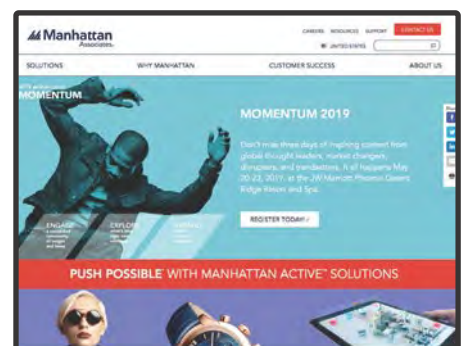 Manhattan
Associates.
CAREERS RESOURCES SUPPORT CONTACT US
UNITED STATES
SOLUTIONS WHY MANHATTAN CUSTOMER SUCCESS ABOUT US
MOMENTUM
MOMENTUM 2019
Don't miss three days of inspiring content from
global thought leaders, market changers,
disruptors, and trendsetters. It all happens May
20-23, 2019, at the JW Marriott Phoenix Desert
Ridge Resort and Spa.
ENGAGE EXPLORE
REGISTER TODAY!
PUSH POSSIBLE® WITH MANHATTAN ACTIVE™ SOLUTIONS